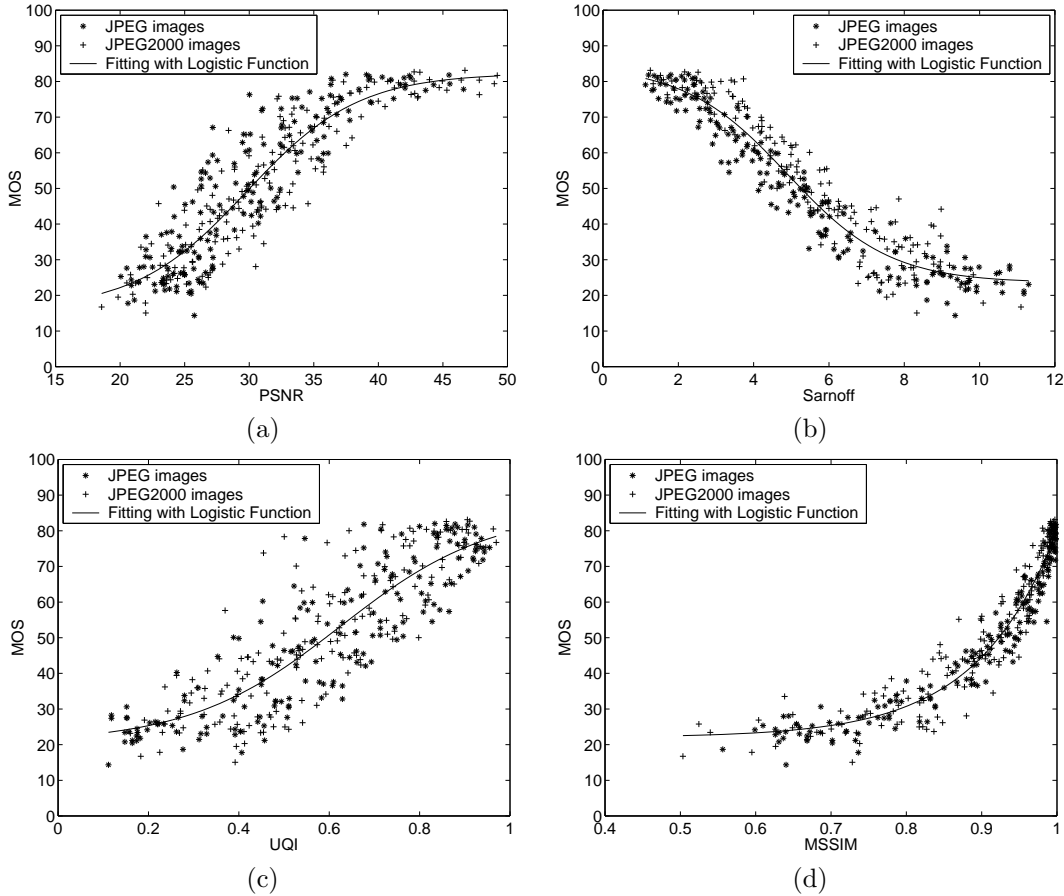 JPEG images
JPEG2000 images
Fitting with Logistic Function
100
90
80
70
60
50
40
30
20
10
0
MOS
15 20 25 30 35 40 45 50
PSNR
(a)
JPEG images
JPEG2000 images
Fitting with Logistic Function
100
90
80
70
60
50
40
30
20
10
0
MOS
0 2 4 6 8 10 12
Sarnoff
(b)
JPEG images
JPEG2000 images
Fitting with Logistic Function
100
90
80
70
60
50
40
30
20
10
0
MOS
0 0.2 0.4 0.6 0.8 1
UQI
(c)
JPEG images
JPEG2000 images
Fitting with Logistic Function
100
90
80
70
60
50
40
30
20
10
0
MOS
0.4 0.5 0.6 0.7 0.8 0.9 1
MSSIM
(d)